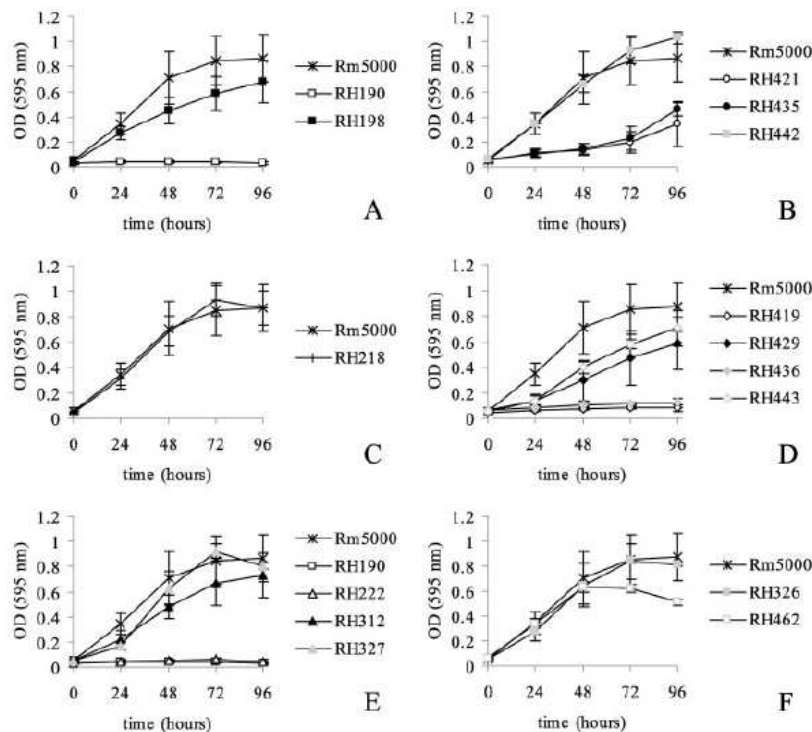 1.2
1
0.8
0.6
0.4
0.2
0
OD (595 nm)
0 24 48 72 96
time (hours)
Rm5000
RH190
RH198
A
1.2
1
0.8
0.6
0.4
0.2
0
OD (595 nm)
0 24 48 72 96
time (hours)
Rm5000
RH421
RH435
RH442
B
1.2
1
0.8
0.6
0.4
0.2
0
OD (595 nm)
0 24 48 72 96
time (hours)
Rm5000
RH218
C
1.2
1
0.8
0.6
0.4
0.2
0
OD (595 nm)
0 24 48 72 96
time (hours)
Rm5000
RH419
RH429
RH436
RH443
D
1.2
1
0.8
0.6
0.4
0.2
0
OD (595 nm)
0 24 48 72 96
time (hours)
Rm5000
RH190
RH222
RH312
RH327
E
1.2
1
0.8
0.6
0.4
0.2
0
OD (595 nm)
0 24 48 72 96
time (hours)
Rm5000
RH326
RH462
F